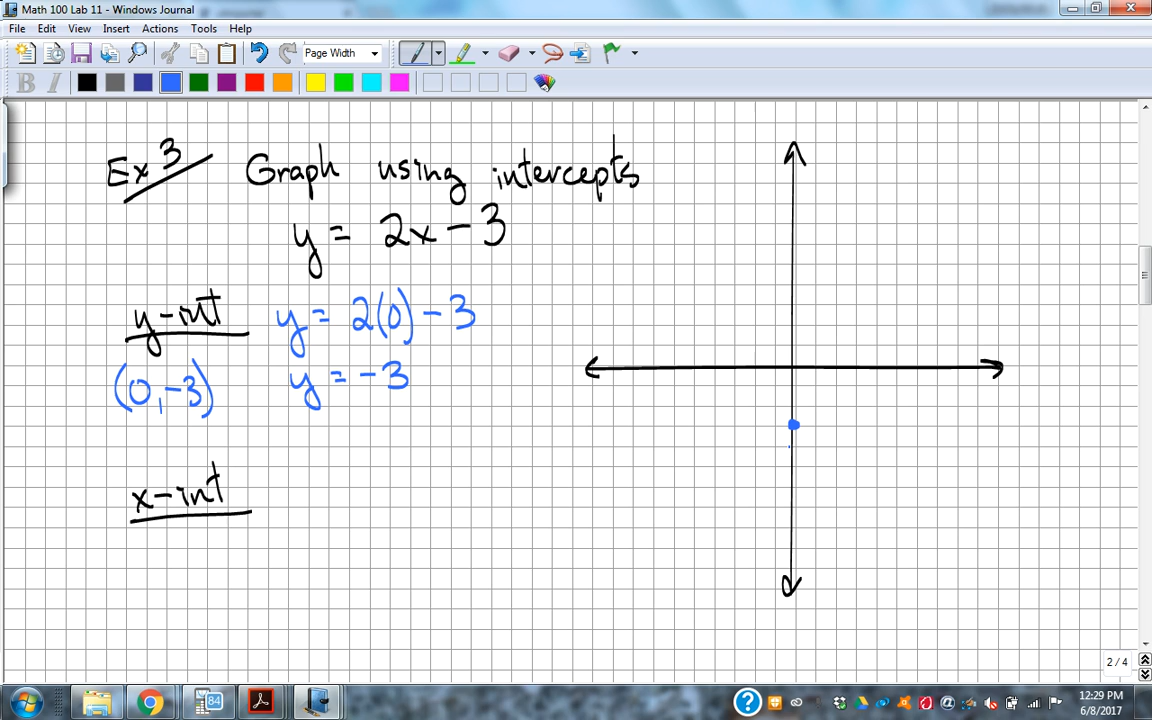 Math 100 Lab 11 - Windows Journal
File Edit View Insert Actions Tools Help
Page Width
B I
Ex 3 Graph using intercepts
y = 2x - 3
y-int y = 2(0) - 3
(0, -3) y = -3
x-int
2 / 4
84
12:29 PM
6/8/2017